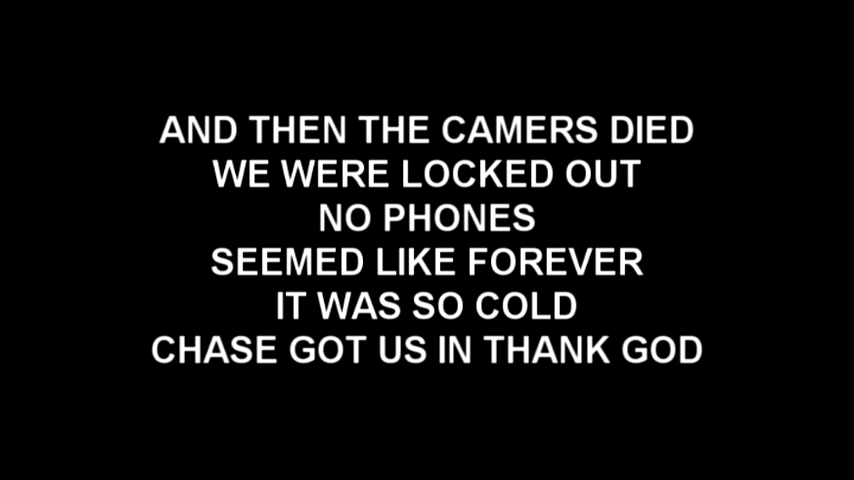 AND THEN THE CAMERS DIED
WE WERE LOCKED OUT
NO PHONES
SEEMED LIKE FOREVER
IT WAS SO COLD
CHASE GOT US IN THANK GOD